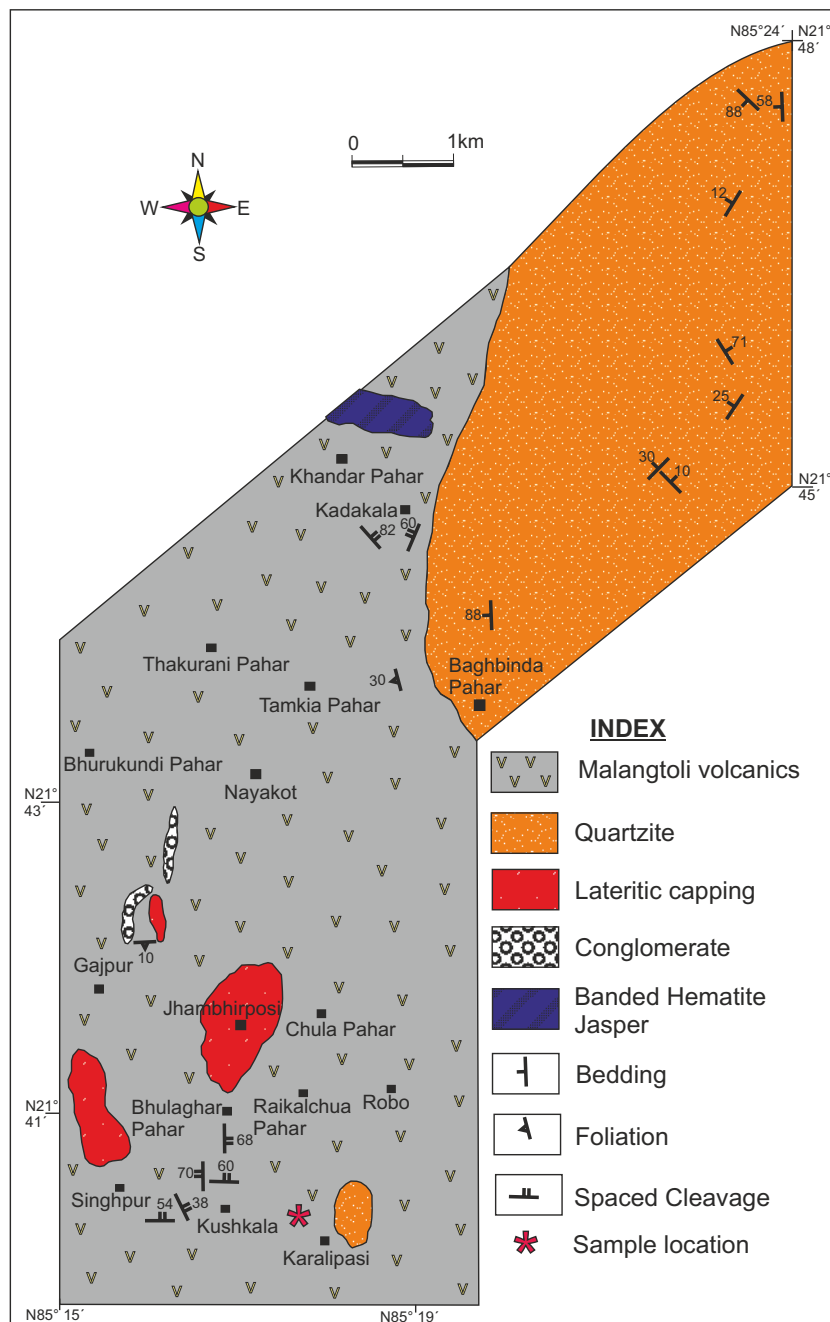 N85°24´ N21°
48´
88 58
0 1km
N
W E
S
12
71
25
30 10
N21°
45´
Khandar Pahar
Kadakala
82 60
88
Thakurani Pahar
Baghbinda
Pahar
30
Tamkia Pahar
INDEX
Bhurukundi Pahar
Malangtoli volcanics
Nayakot
N21°
43´
Quartzite
Lateritic capping
10
Conglomerate
Gajpur
Banded Hematite
Jasper
Jhambhirposi
Chula Pahar
Bedding
N21°
41´
Bhulaghar
Pahar
Raikalchua
Pahar
Robo
Foliation
68
70 60
Singhpur
54 38
Kushkala
Spaced Cleavage
Karalipasi
Sample location
N85° 15´ N85° 19´